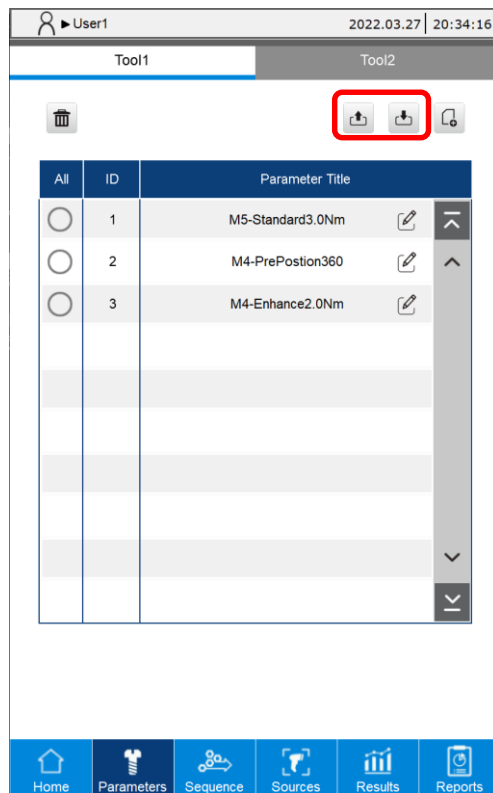 ►User1 2022.03.27 20:34:16
Tool1 Tool2
All ID Parameter Title
1 M5-Standard3.0Nm
2 M4-PrePostion360
3 M4-Enhance2.0Nm
Home Parameters Sequence Sources Results Reports